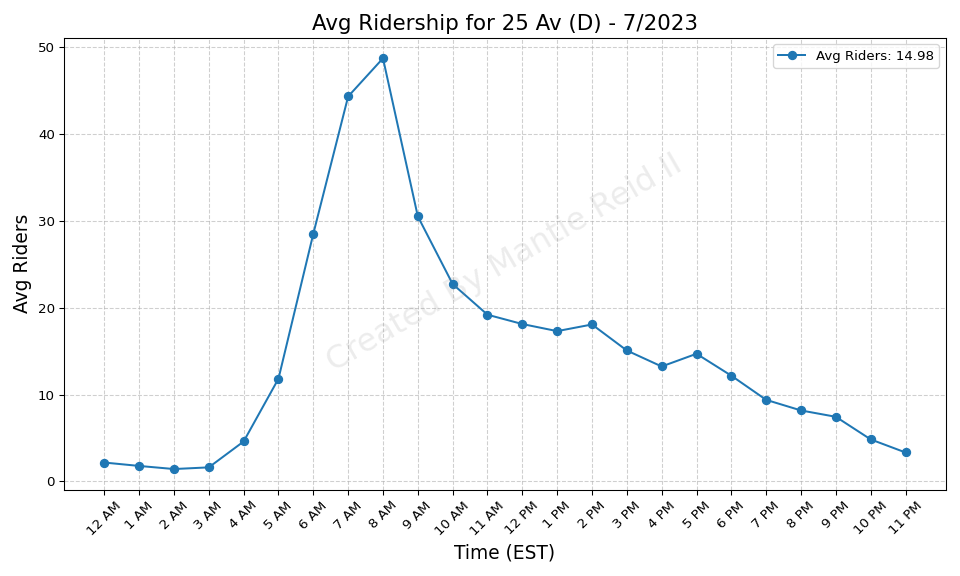 Avg Ridership for 25 Av (D) - 7/2023
Avg Riders: 14.98
Avg Riders
50
40
30
20
10
0
Created By Mantle Reid II
12 AM 1 AM 2 AM 3 AM 4 AM 5 AM 6 AM 7 AM 8 AM 9 AM 10 AM 11 AM 12 PM 1 PM 2 PM 3 PM 4 PM 5 PM 6 PM 7 PM 8 PM 9 PM 10 PM 11 PM
Time (EST)